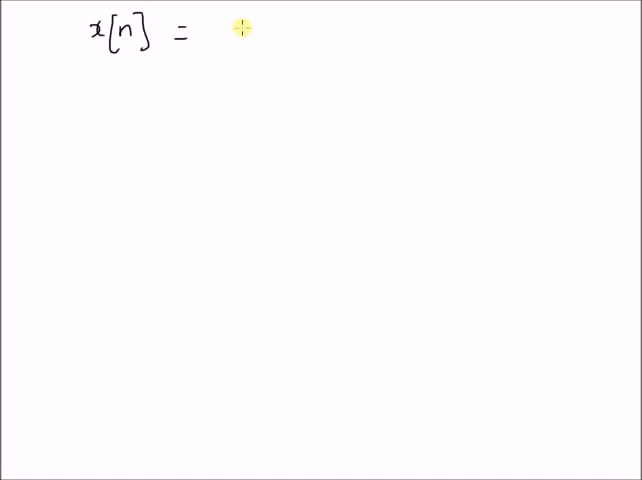 x[n] =